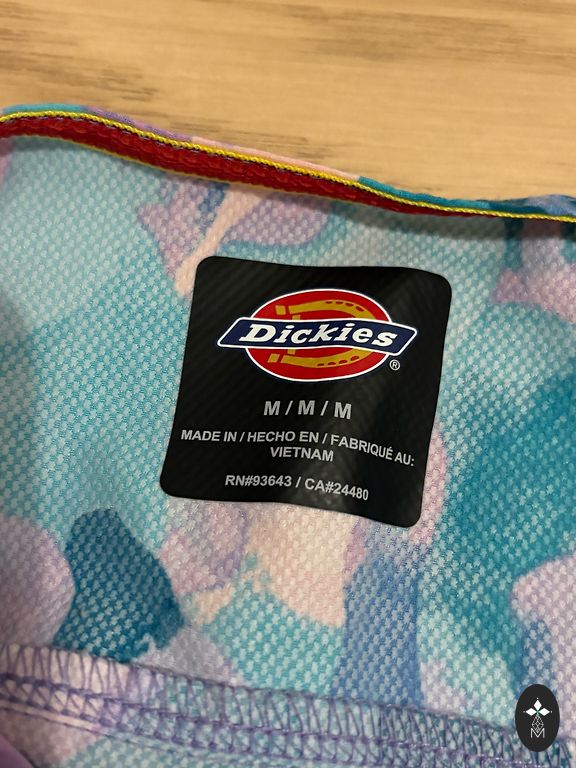 Dickies®
M / M / M
MADE IN / HECHO EN / FABRIQUÉ AU:
VIETNAM
RN#93643 / CA#24480
M